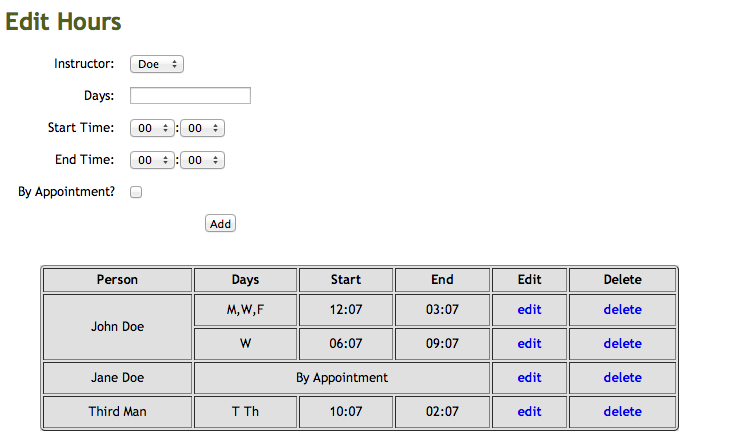 Edit Hours
Instructor: Doe
Days:
Start Time: 00 : 00
End Time: 00 : 00
By Appointment?
Add
Person Days Start End Edit Delete
John Doe M,W,F 12:07 03:07 edit delete
W 06:07 09:07 edit delete
Jane Doe By Appointment edit delete
Third Man T Th 10:07 02:07 edit delete